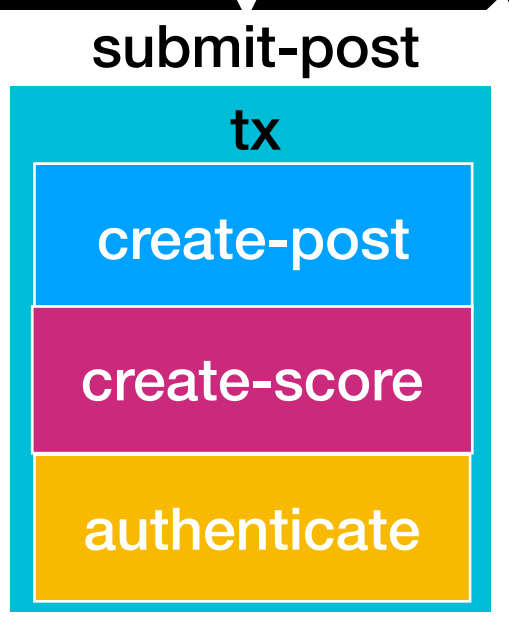 submit-post
tx
create-post
create-score
authenticate